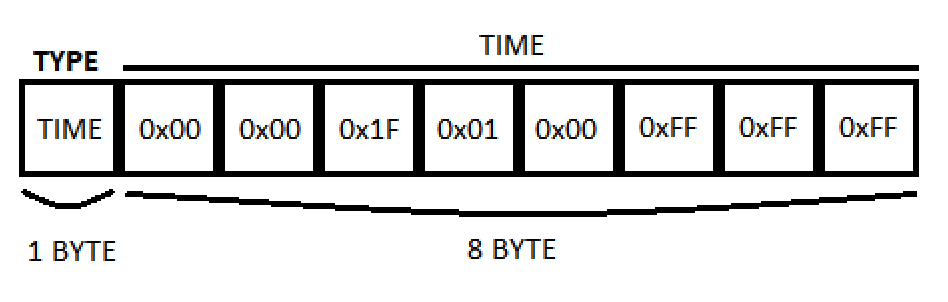 TIME
TYPE
TIME 0x00 0x00 0x1F 0x01 0x00 0xFF 0xFF 0xFF
1 BYTE 8 BYTE